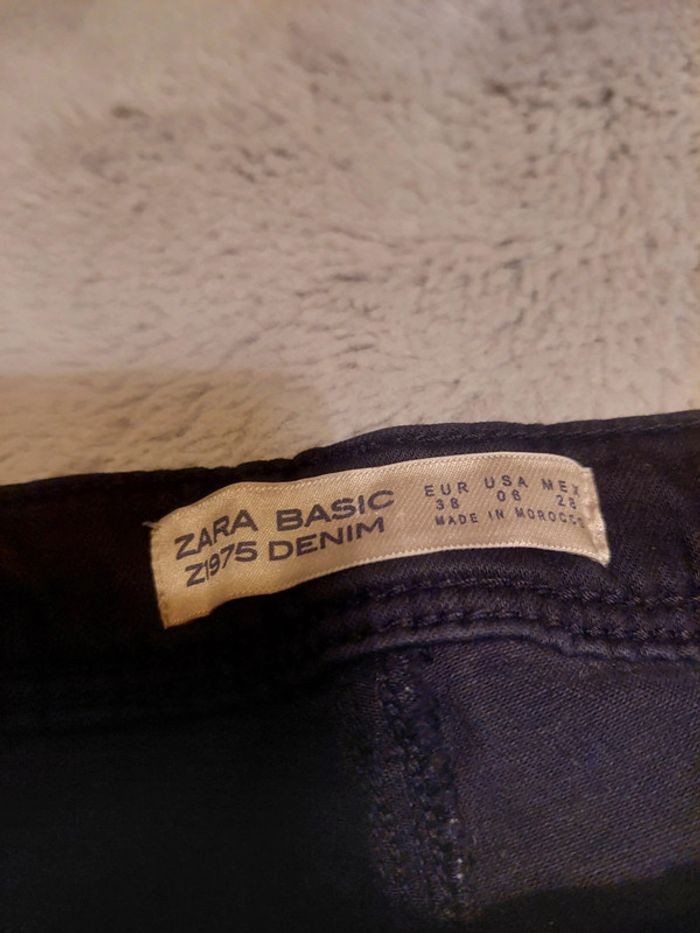 ZARA BASIC
Z1975 DENIM
EUR USA MEX
38 06 28
MADE IN MOROCCO